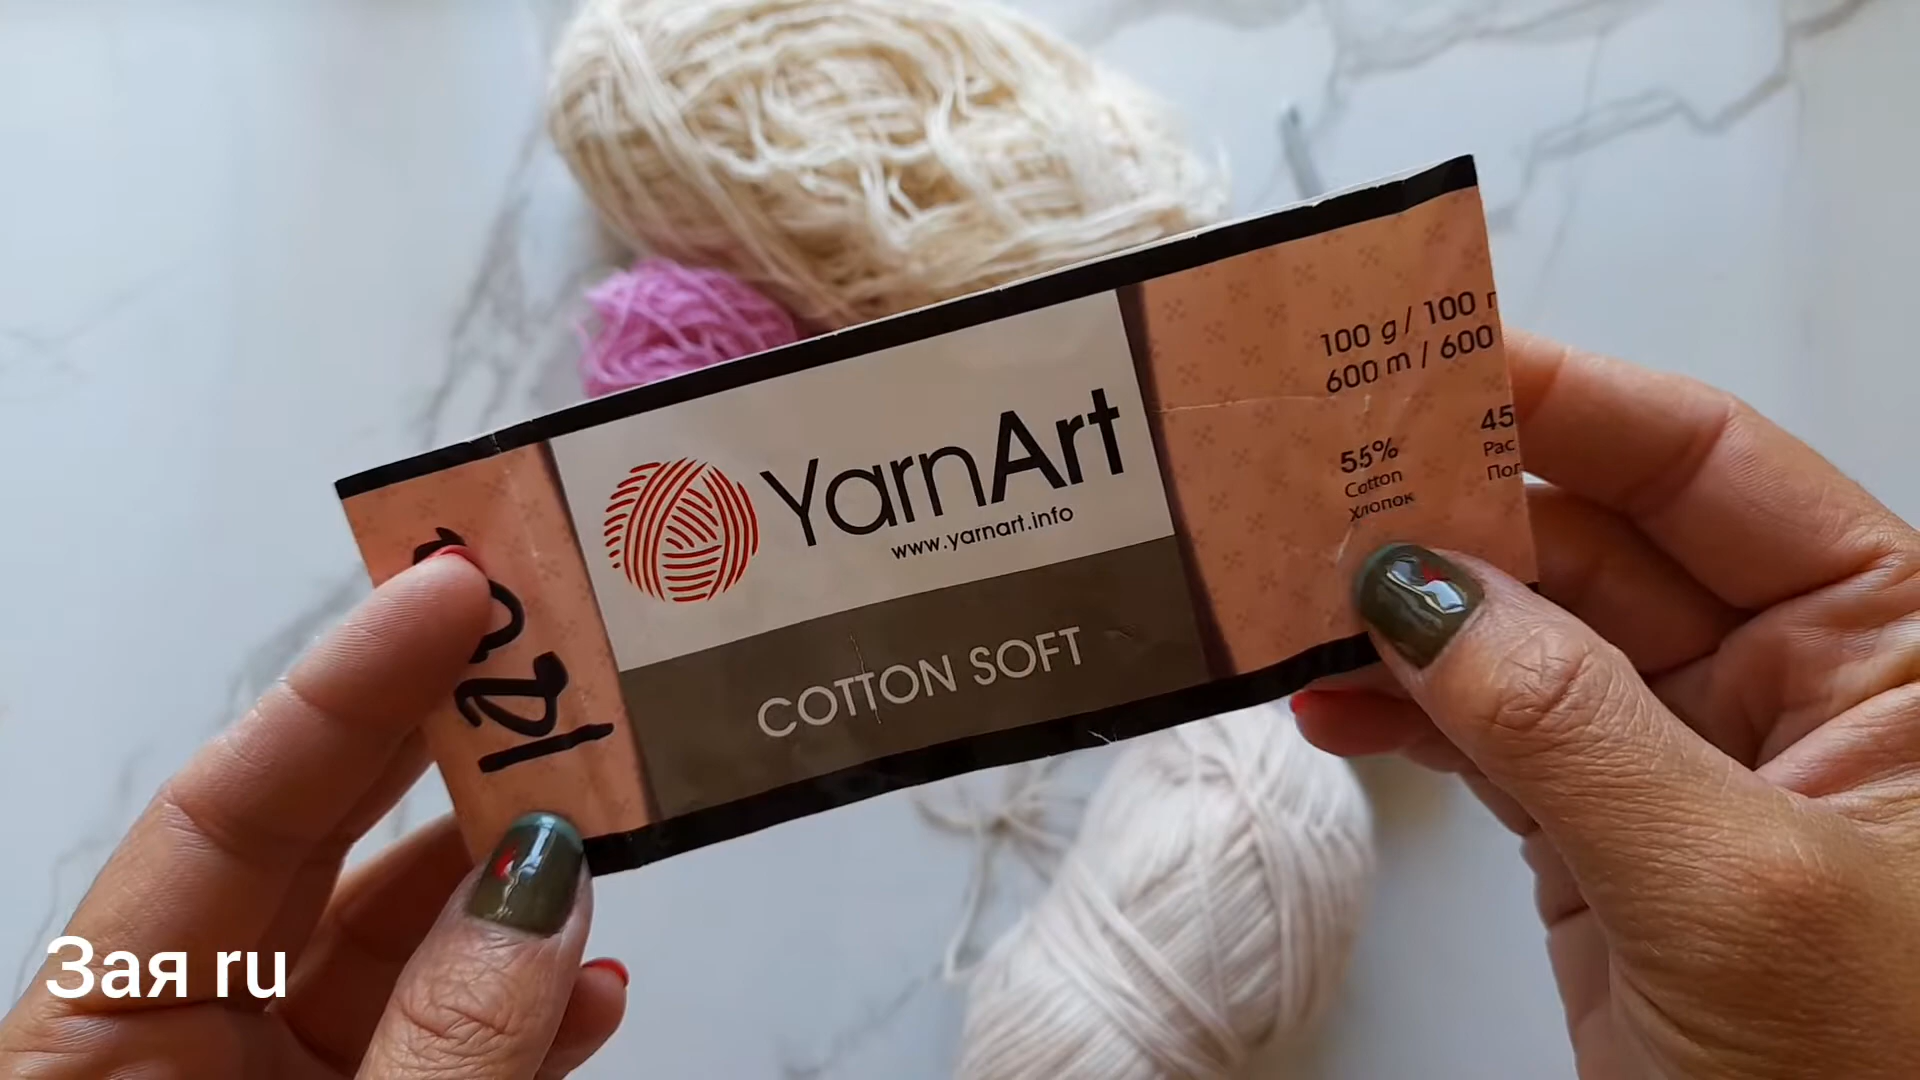 YarnArt
www.yarnart.info
COTTON SOFT
100 g / 100
600 m / 600
55%
Cotton
Хлопок
45
Зая ru